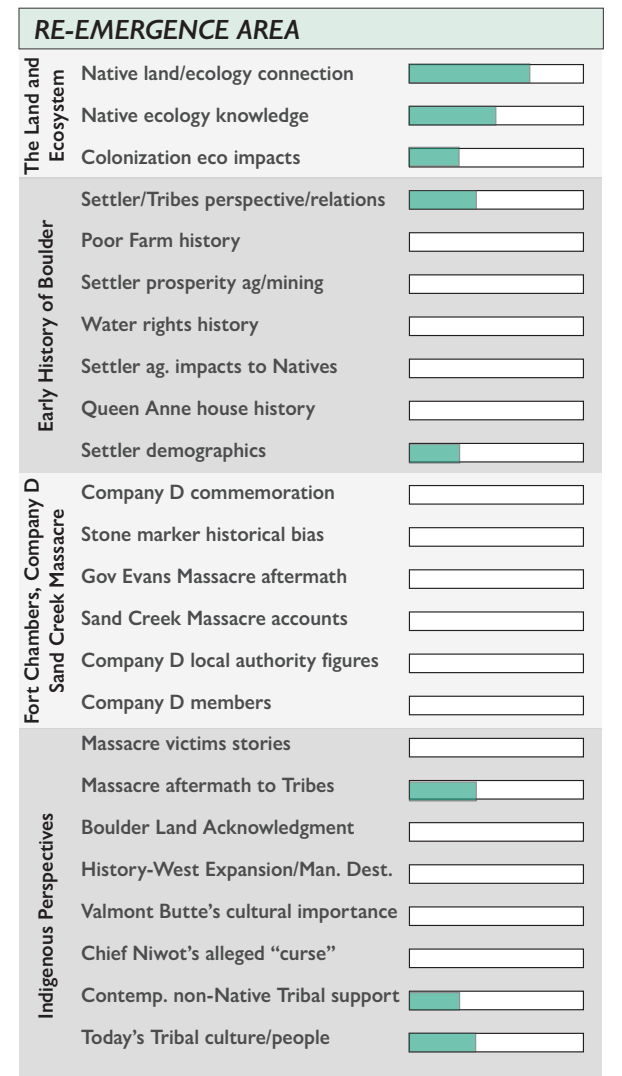 RE-EMERGENCE AREA
The Land and
Ecosystem
Native land/ecology connection
Native ecology knowledge
Colonization eco impacts
Early History of Boulder
Settler/Tribes perspective/relations
Poor Farm history
Settler prosperity ag/mining
Water rights history
Settler ag. impacts to Natives
Queen Anne house history
Settler demographics
Fort Chambers, Company D
Sand Creek Massacre
Company D commemoration
Stone marker historical bias
Gov Evans Massacre aftermath
Sand Creek Massacre accounts
Company D local authority figures
Company D members
Indigenous Perspectives
Massacre victims stories
Massacre aftermath to Tribes
Boulder Land Acknowledgment
History-West Expansion/Man. Dest.
Valmont Butte’s cultural importance
Chief Niwot’s alleged “curse”
Contemp. non-Native Tribal support
Today’s Tribal culture/people